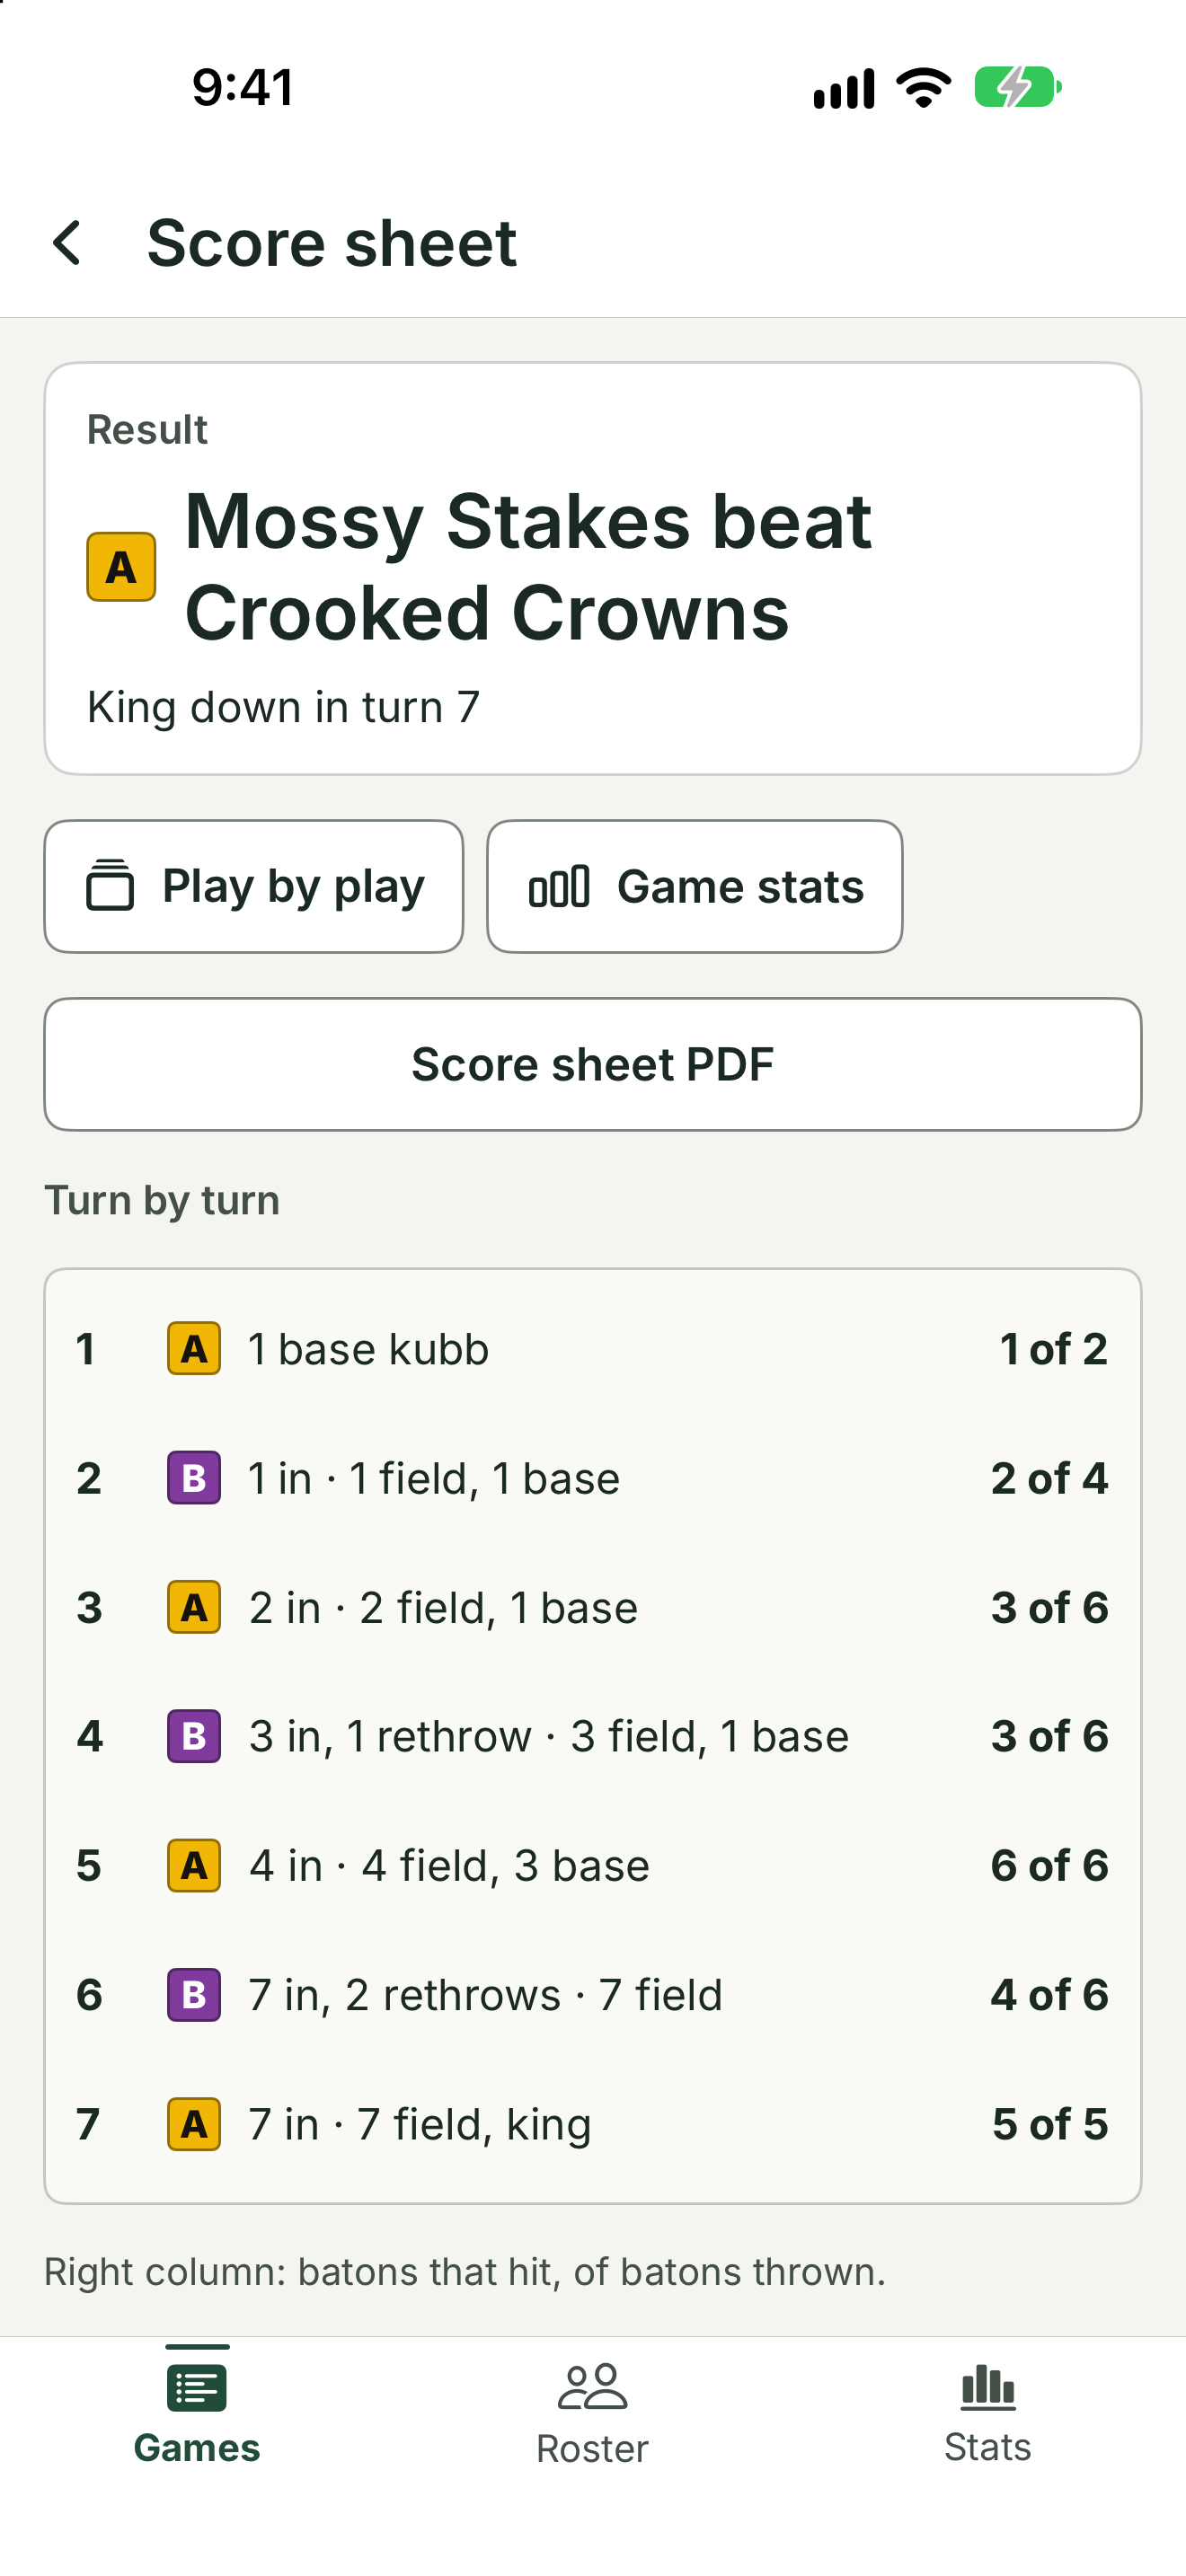 9:41
Score sheet
Result
A
Mossy Stakes beat
Crooked Crowns
King down in turn 7
Play by play
Game stats
Score sheet PDF
Turn by turn
1 A 1 base kubb 1 of 2
2 B 1 in · 1 field, 1 base 2 of 4
3 A 2 in · 2 field, 1 base 3 of 6
4 B 3 in, 1 rethrow · 3 field, 1 base 3 of 6
5 A 4 in · 4 field, 3 base 6 of 6
6 B 7 in, 2 rethrows · 7 field 4 of 6
7 A 7 in · 7 field, king 5 of 5
Right column: batons that hit, of batons thrown.
Games Roster Stats